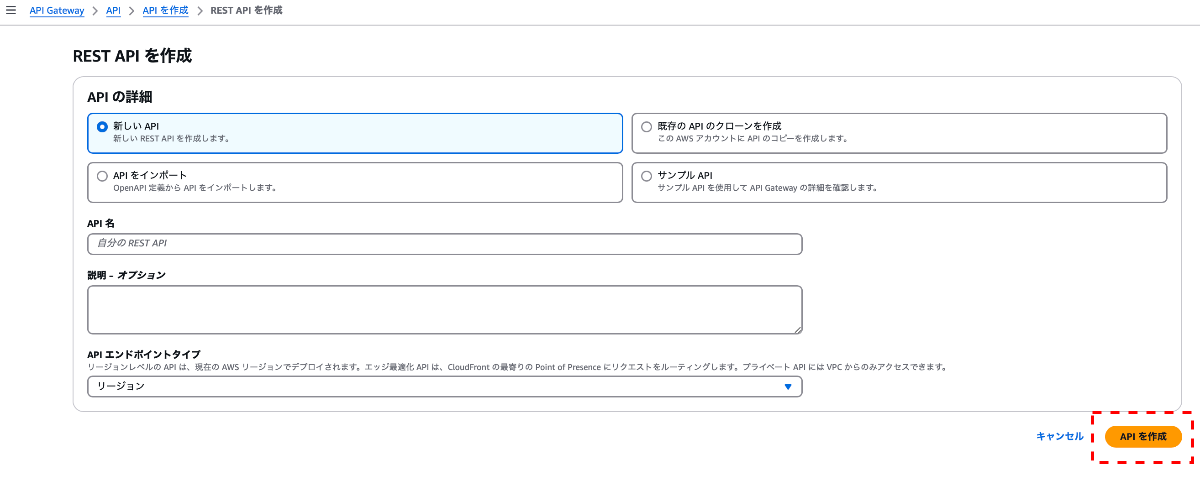 API Gateway > API > API を作成 > REST API を作成
REST API を作成
API の詳細
新しい API
新しい REST API を作成します。
既存の API のクローンを作成
この AWS アカウントに API のコピーを作成します。
API をインポート
OpenAPI 定義から API をインポートします。
サンプル API
サンプル API を使用して API Gateway の詳細を確認します。
API 名
自分の REST API
説明 - オプション
API エンドポイントタイプ
リージョンレベルの API は、現在の AWS リージョンでデプロイされます。エッジ最適化 API は、CloudFront の最寄りの Point of Presence にリクエストをルーティングします。プライベート API には VPC からのみアクセスできます。
リージョン
キャンセル
API を作成